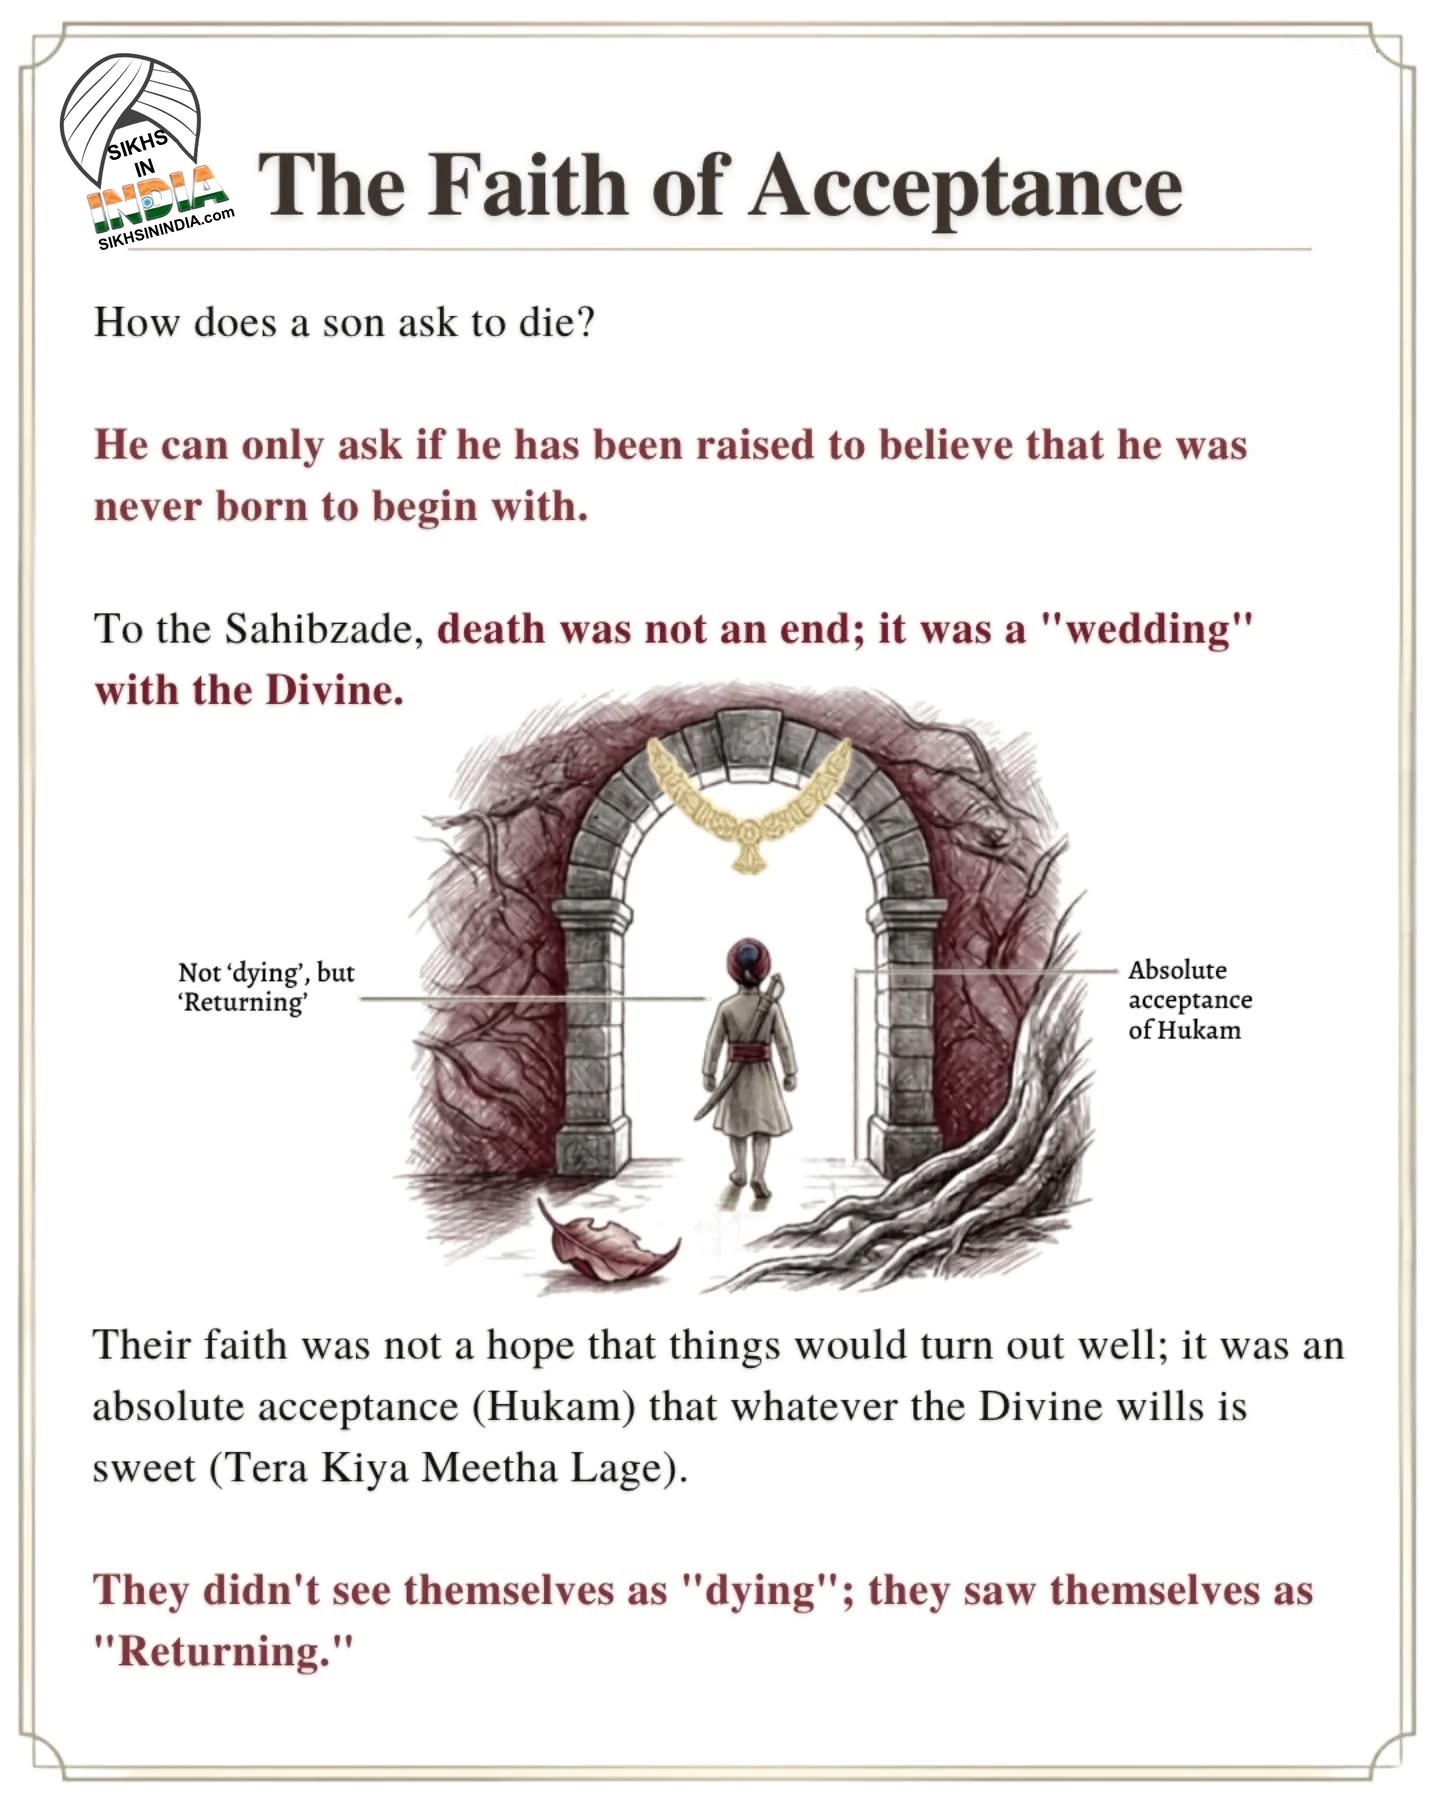 SIKHS
IN
INDIA
SIKHSININDIA.com
The Faith of Acceptance
How does a son ask to die?
He can only ask if he has been raised to believe that he was
never born to begin with.
To the Sahibzade, death was not an end; it was a "wedding"
with the Divine.
Not ‘dying’, but
‘Returning’
Absolute
acceptance
of Hukam
Their faith was not a hope that things would turn out well; it was an
absolute acceptance (Hukam) that whatever the Divine wills is
sweet (Tera Kiya Meetha Lage).
They didn't see themselves as "dying"; they saw themselves as
"Returning."